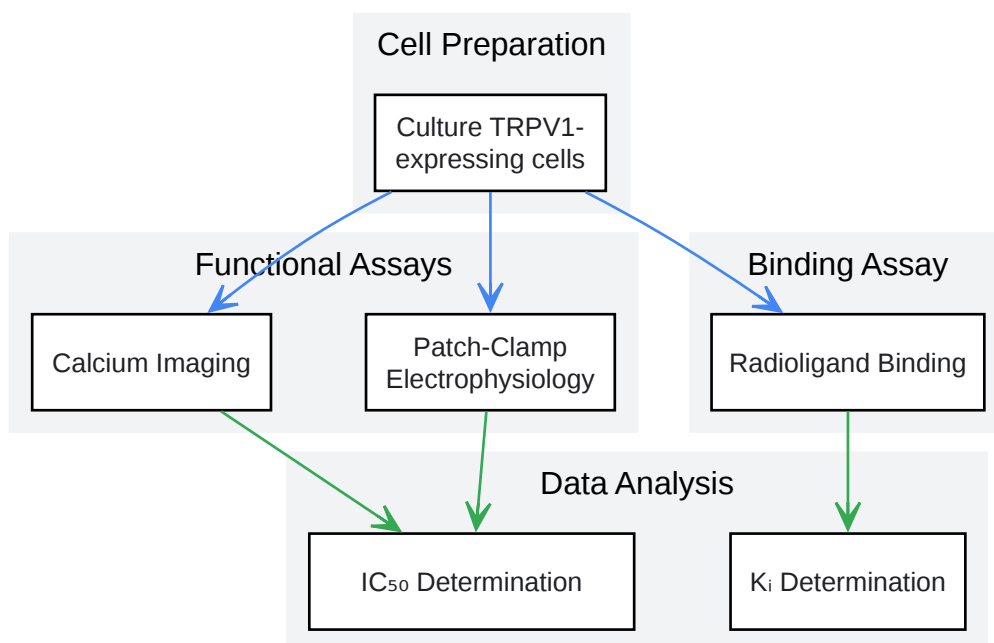 Cell Preparation
Culture TRPV1-
expressing cells
Functional Assays
Binding Assay
Calcium Imaging
Patch-Clamp
Electrophysiology
Radioligand Binding
Data Analysis
IC₅₀ Determination
Kᵢ Determination